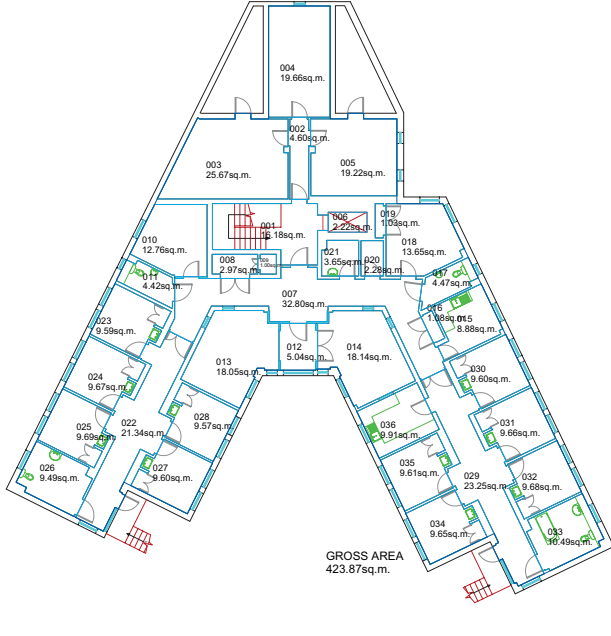 004
19.66sq.m.
002
4.60sq.m.
003
25.67sq.m.
005
19.22sq.m.
001
16.18sq.m.
006
2.22sq.m.
019
1.03sq.m.
010
12.76sq.m.
018
13.65sq.m.
008
2.97sq.m.
009
1.00sq.m.
021
3.65sq.m.
020
2.28sq.m.
011
4.42sq.m.
017
4.47sq.m.
007
32.80sq.m.
016
1.08sq.m.
015
8.88sq.m.
023
9.59sq.m.
012
5.04sq.m.
013
18.05sq.m.
014
18.14sq.m.
024
9.67sq.m.
030
9.60sq.m.
022
21.34sq.m.
028
9.57sq.m.
025
9.69sq.m.
036
9.91sq.m.
031
9.66sq.m.
026
9.49sq.m.
027
9.60sq.m.
035
9.61sq.m.
029
23.25sq.m.
032
9.68sq.m.
034
9.65sq.m.
033
10.49sq.m.
GROSS AREA
423.87sq.m.